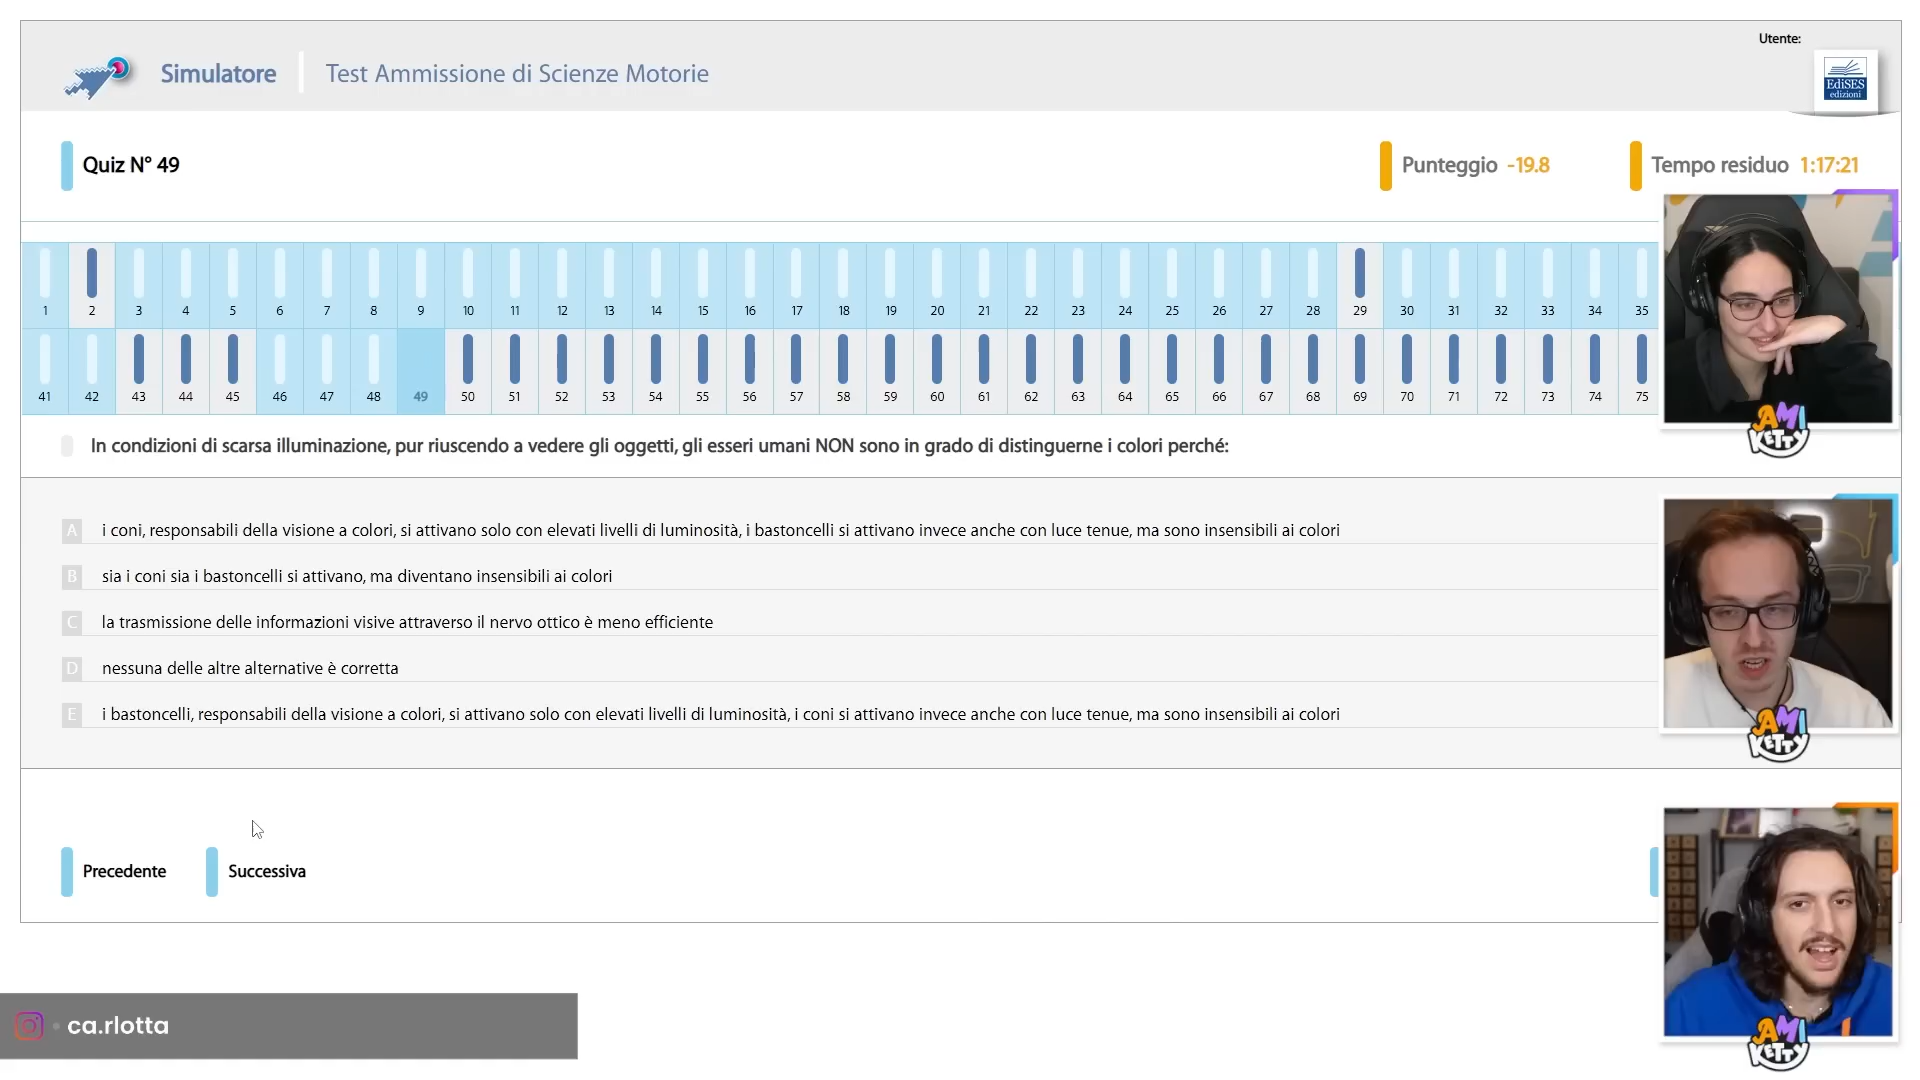 Utente:
Simulatore
Test Ammissione di Scienze Motorie
EdiSES
edizioni
Quiz N° 49
Punteggio -19.8
Tempo residuo 1:17:21
1 2 3 4 5 6 7 8 9 10 11 12 13 14 15 16 17 18 19 20 21 22 23 24 25 26 27 28 29 30 31 32 33 34 35
41 42 43 44 45 46 47 48 49 50 51 52 53 54 55 56 57 58 59 60 61 62 63 64 65 66 67 68 69 70 71 72 73 74 75
In condizioni di scarsa illuminazione, pur riuscendo a vedere gli oggetti, gli esseri umani NON sono in grado di distinguerne i colori perché:
A i coni, responsabili della visione a colori, si attivano solo con elevati livelli di luminosità, i bastoncelli si attivano invece anche con luce tenue, ma sono insensibili ai colori
B sia i coni sia i bastoncelli si attivano, ma diventano insensibili ai colori
C la trasmissione delle informazioni visive attraverso il nervo ottico è meno efficiente
D nessuna delle altre alternative è corretta
E i bastoncelli, responsabili della visione a colori, si attivano solo con elevati livelli di luminosità, i coni si attivano invece anche con luce tenue, ma sono insensibili ai colori
Precedente
Successiva
AMI
KETTY
AMI
KETTY
AMI
KETTY
ca.rlotta